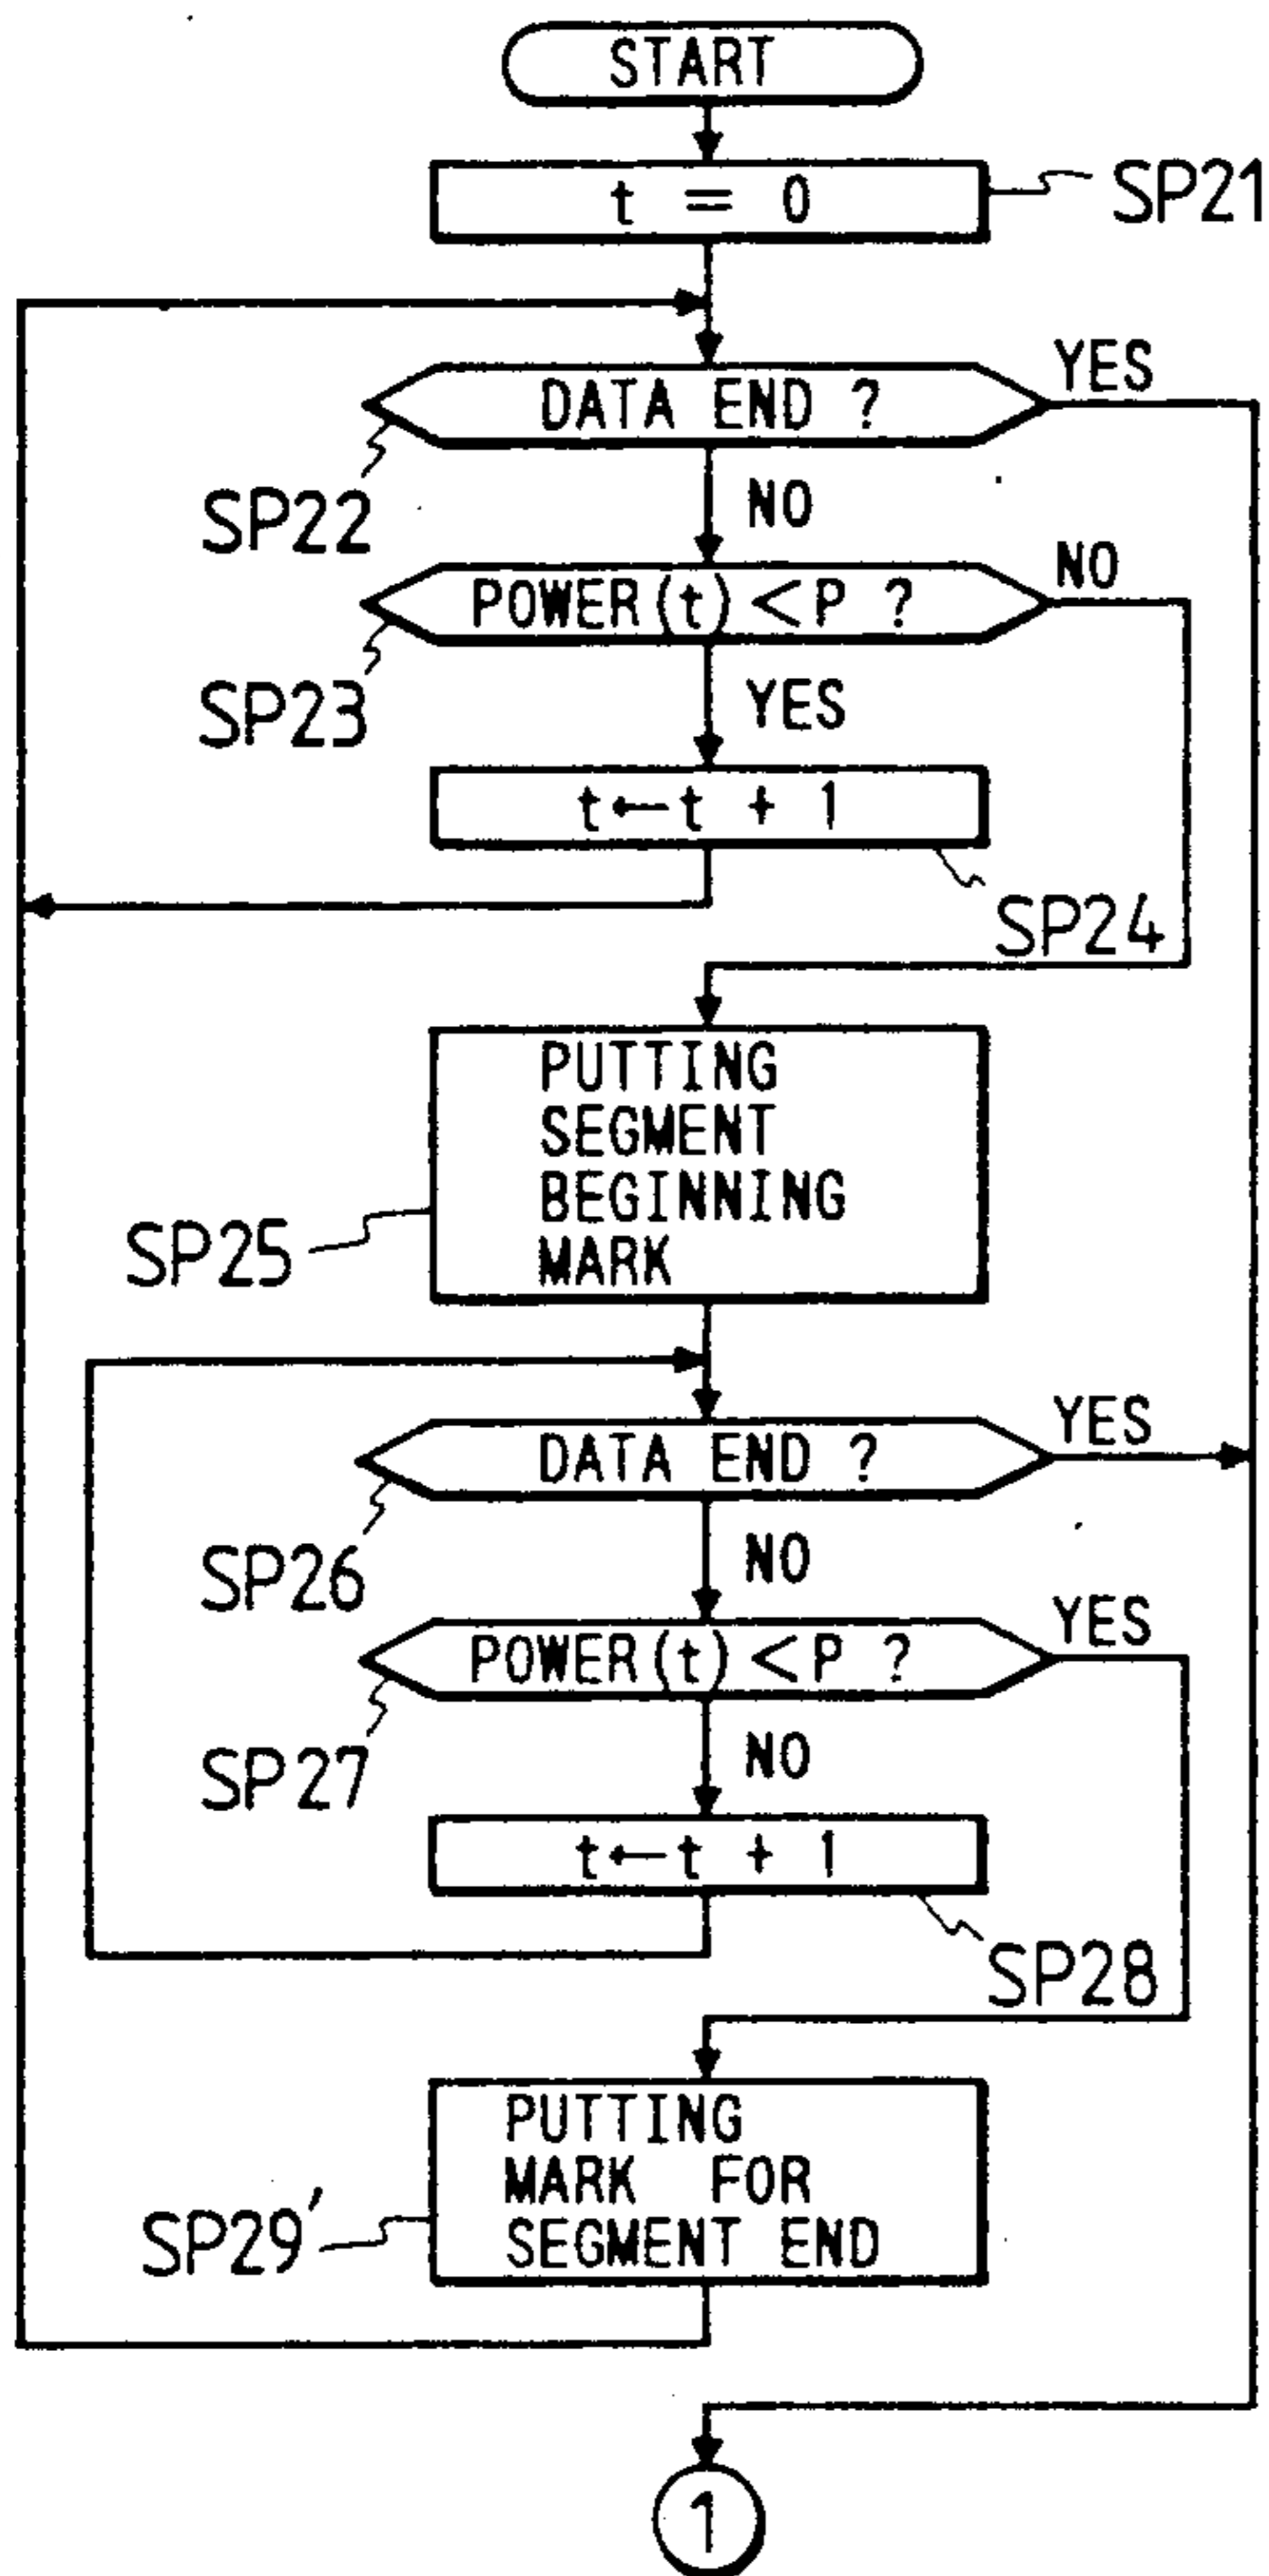 START
t = 0
SP21
DATA END ?
YES
SP22
NO
POWER(t) <P ?
NO
SP23
YES
t←t + 1
SP24
PUTTING
SEGMENT
BEGINNING
MARK
SP25
DATA END ?
YES
SP26
NO
POWER(t) <P ?
YES
SP27
NO
t←t + 1
SP28
PUTTING
MARK FOR
SEGMENT END
SP29'
1